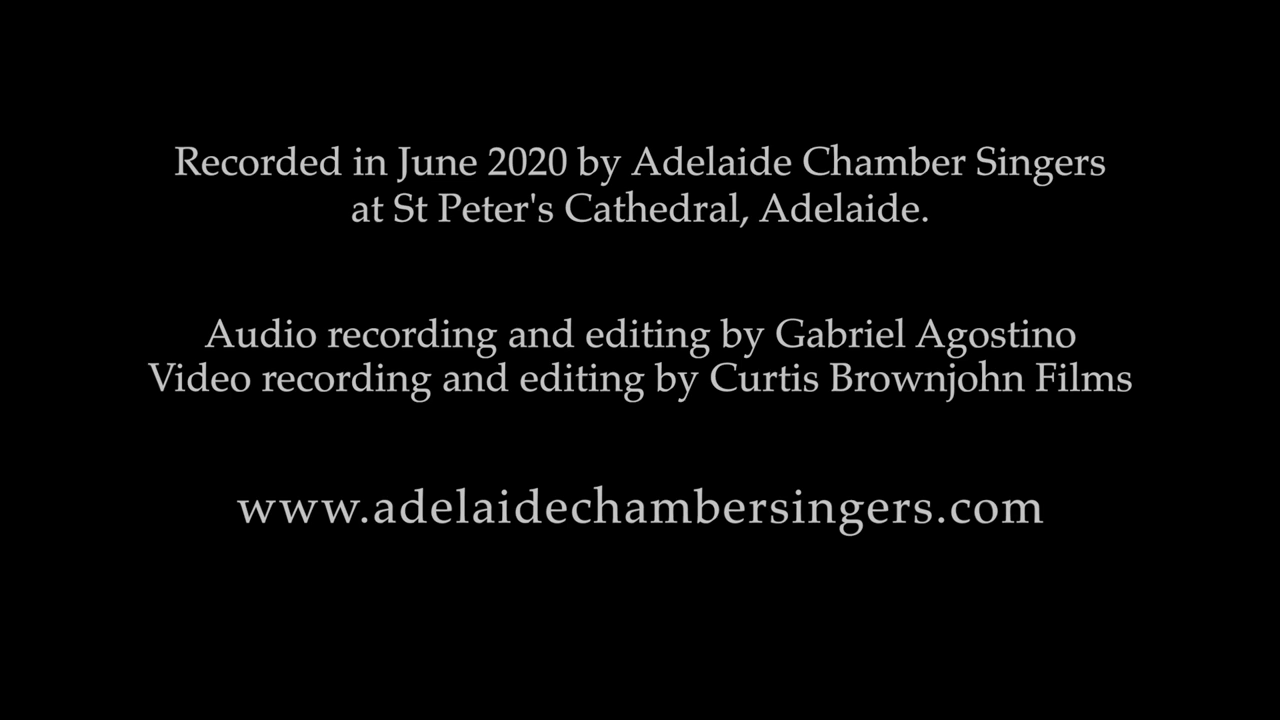 Recorded in June 2020 by Adelaide Chamber Singers
at St Peter's Cathedral, Adelaide.
Audio recording and editing by Gabriel Agostino
Video recording and editing by Curtis Brownjohn Films
www.adelaidechambersingers.com